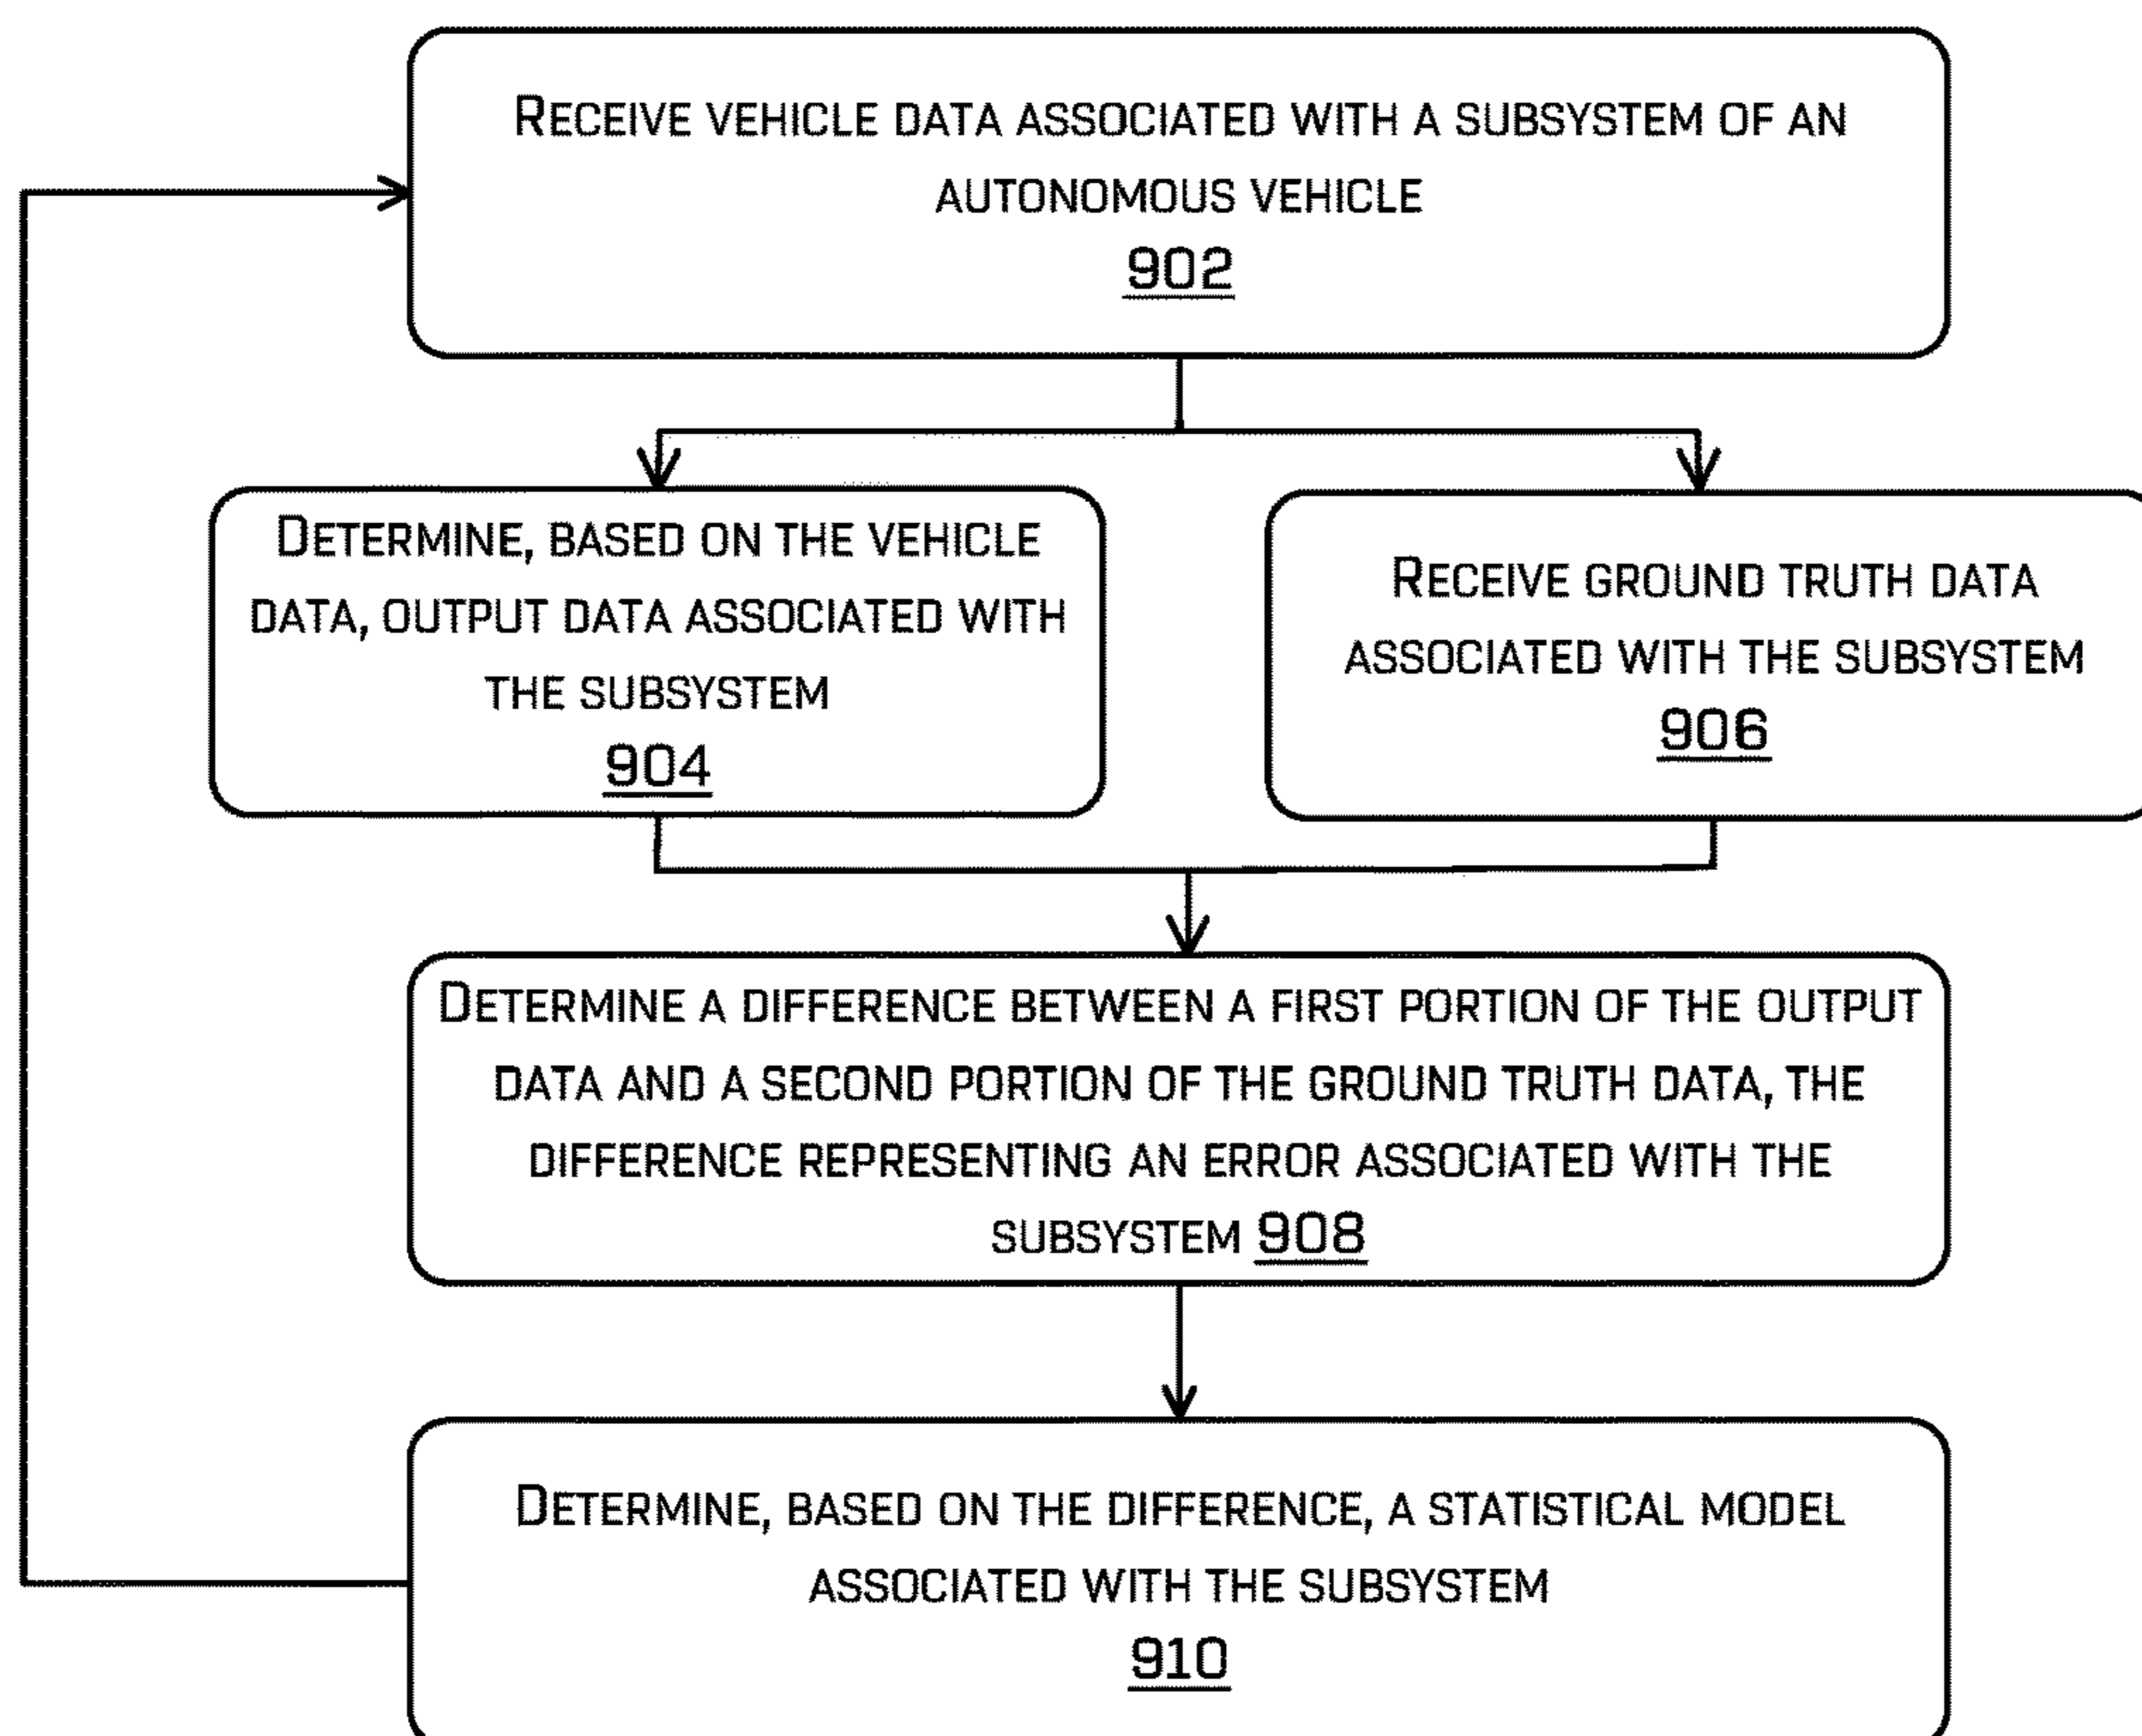 RECEIVE VEHICLE DATA ASSOCIATED WITH A SUBSYSTEM OF AN
AUTONOMOUS VEHICLE
902
DETERMINE, BASED ON THE VEHICLE
DATA, OUTPUT DATA ASSOCIATED WITH
THE SUBSYSTEM
904
RECEIVE GROUND TRUTH DATA
ASSOCIATED WITH THE SUBSYSTEM
906
DETERMINE A DIFFERENCE BETWEEN A FIRST PORTION OF THE OUTPUT
DATA AND A SECOND PORTION OF THE GROUND TRUTH DATA, THE
DIFFERENCE REPRESENTING AN ERROR ASSOCIATED WITH THE
SUBSYSTEM 908
DETERMINE, BASED ON THE DIFFERENCE, A STATISTICAL MODEL
ASSOCIATED WITH THE SUBSYSTEM
910